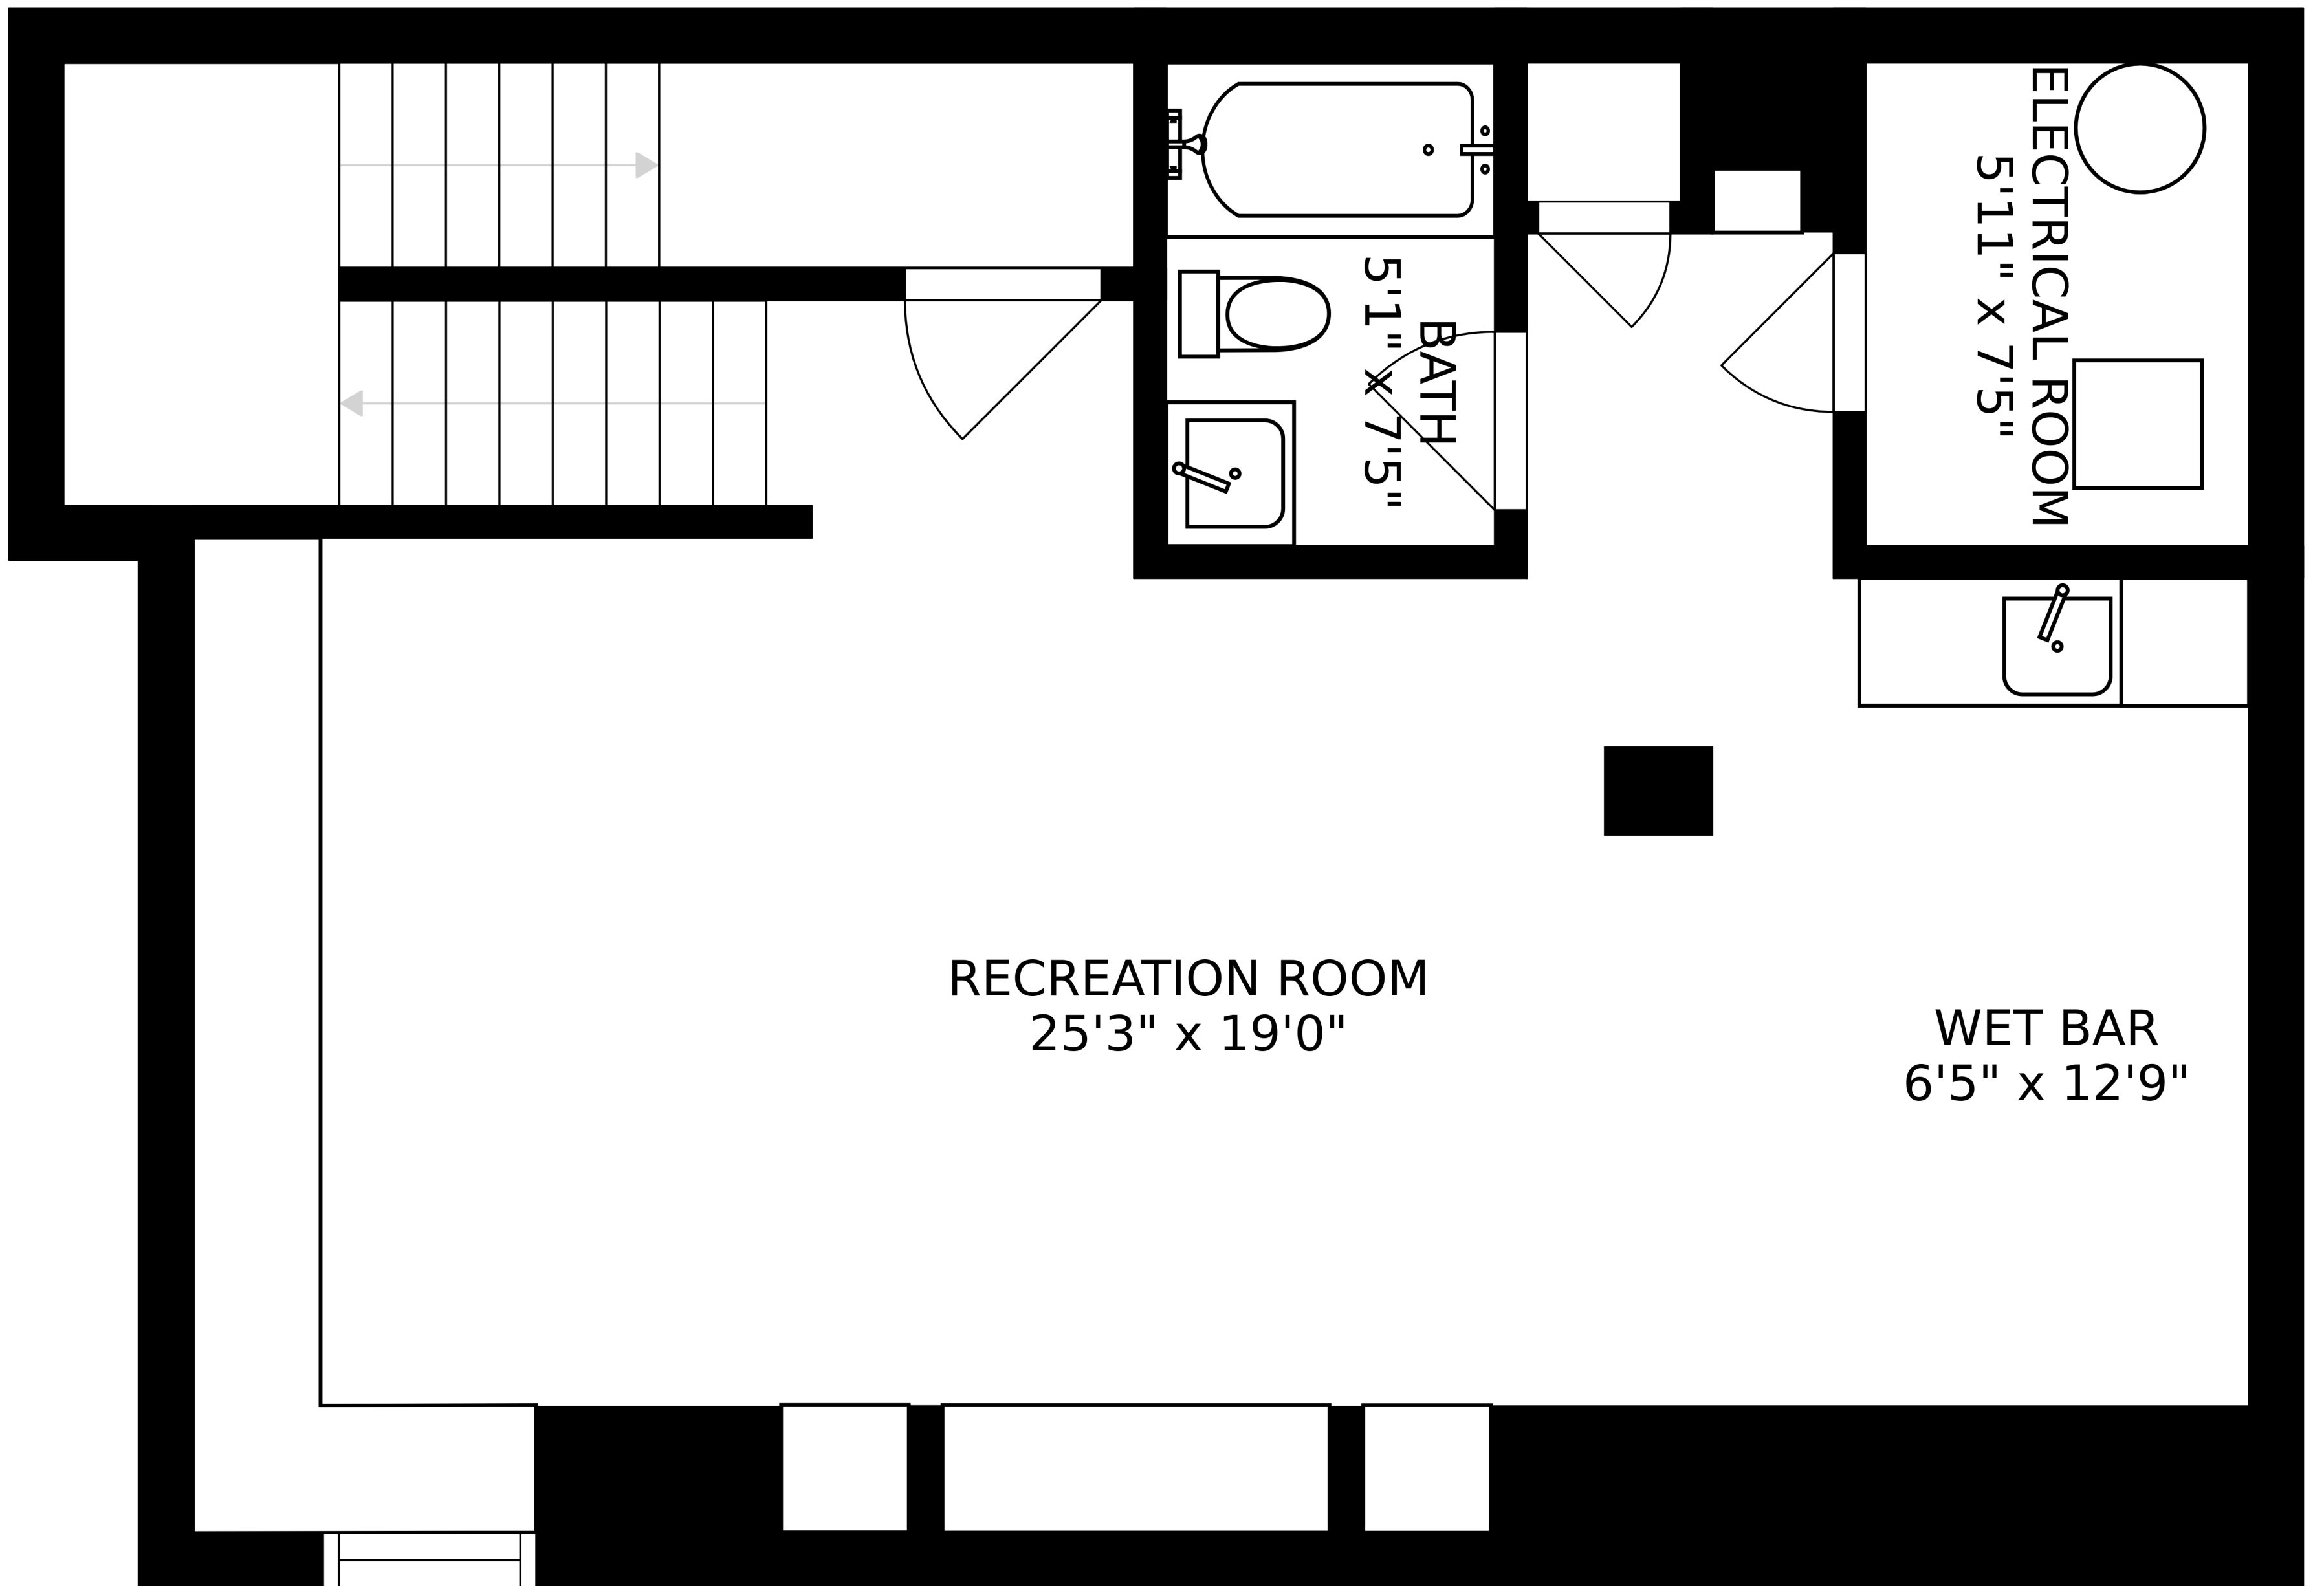 ELECTRICAL ROOM
5'11" x 7'5"
BATH
5'1" x 7'5"
RECREATION ROOM
25'3" x 19'0"
WET BAR
6'5" x 12'9"